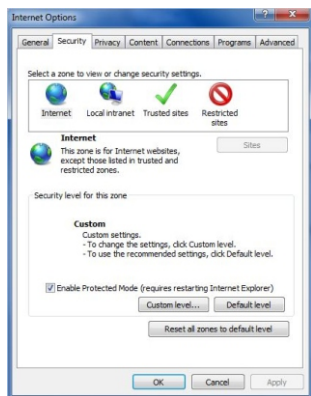 Internet Options
General Security Privacy Content Connections Programs Advanced
Select a zone to view or change security settings.
Internet Local intranet Trusted sites Restricted
sites
Internet
Sites
This zone is for Internet websites,
except those listed in trusted and
restricted zones.
Security level for this zone
Custom
Custom settings.
- To change the settings, click Custom level.
- To use the recommended settings, click Default level.
Enable Protected Mode (requires restarting Internet Explorer)
Custom level... Default level
Reset all zones to default level
OK Cancel Apply